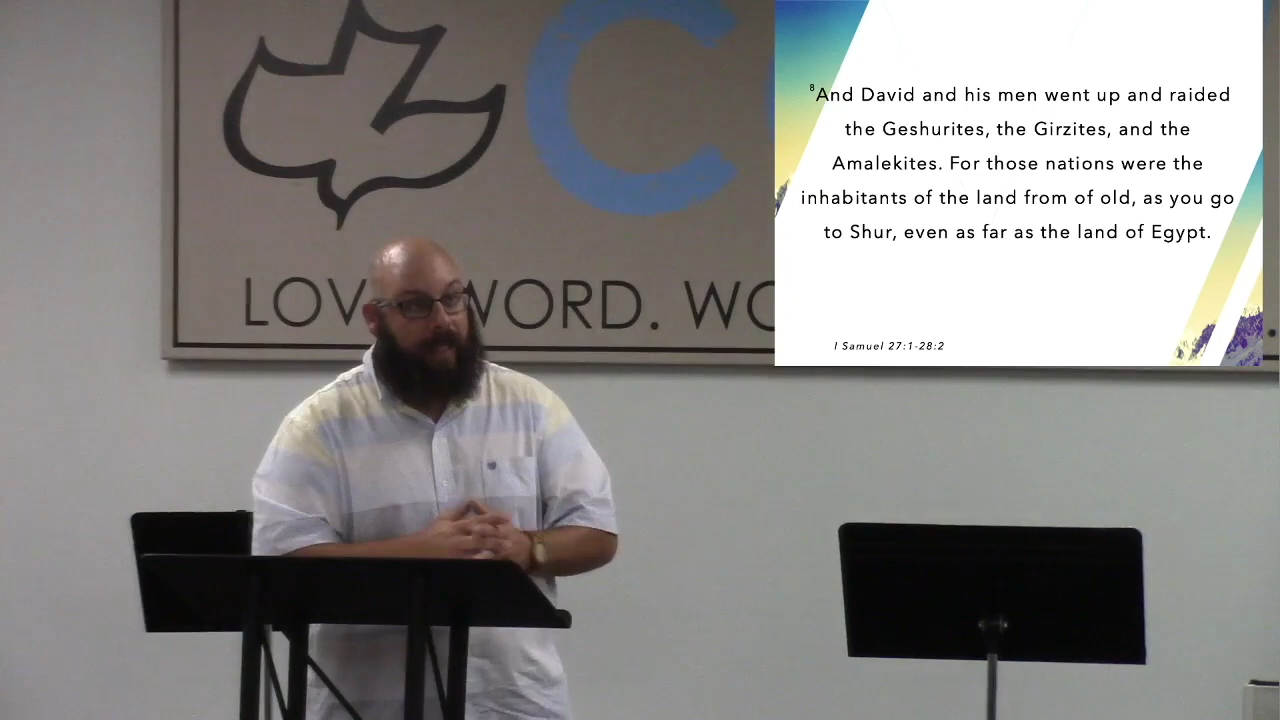 C
LOV WORD. WO
⁸And David and his men went up and raided
the Geshurites, the Girzites, and the
Amalekites. For those nations were the
inhabitants of the land from of old, as you go
to Shur, even as far as the land of Egypt.
I Samuel 27:1-28:2